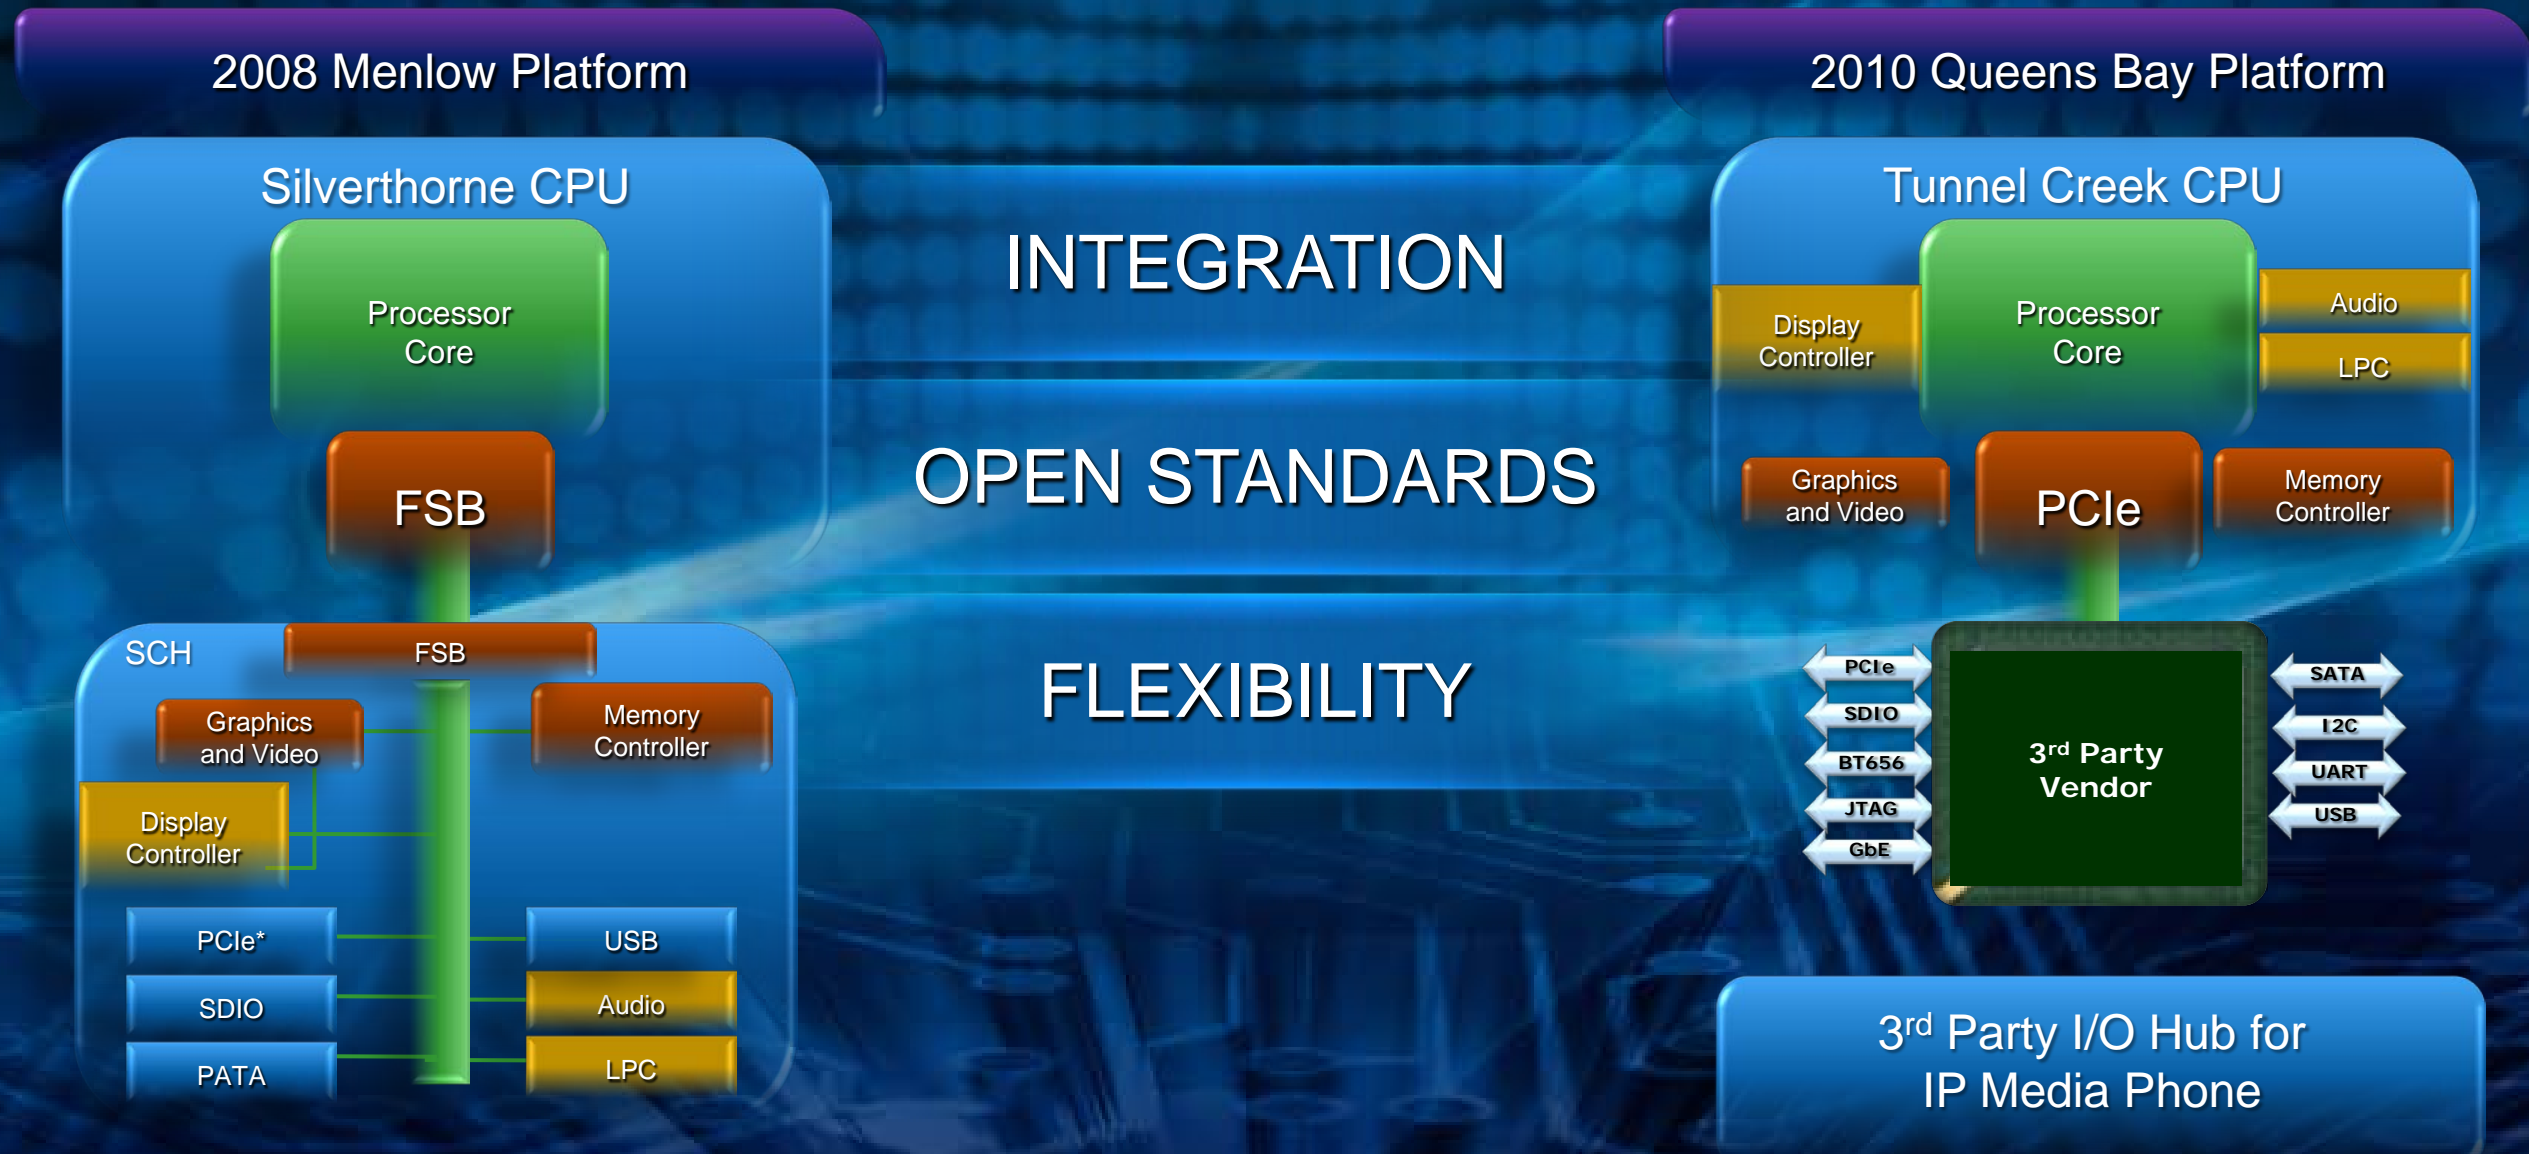 2008 Menlow Platform
Silverthorne CPU
Processor
Core
FSB
SCH
FSB
Graphics
and Video
Memory
Controller
Display
Controller
PCIe*
SDIO
PATA
USB
Audio
LPC
INTEGRATION
OPEN STANDARDS
FLEXIBILITY
2010 Queens Bay Platform
Tunnel Creek CPU
Processor
Core
Display
Controller
Audio
LPC
Graphics
and Video
PCIe
Memory
Controller
PCIe
SDIO
BT656
JTAG
GbE
3rd Party
Vendor
SATA
I2C
UART
USB
3rd Party I/O Hub for
IP Media Phone